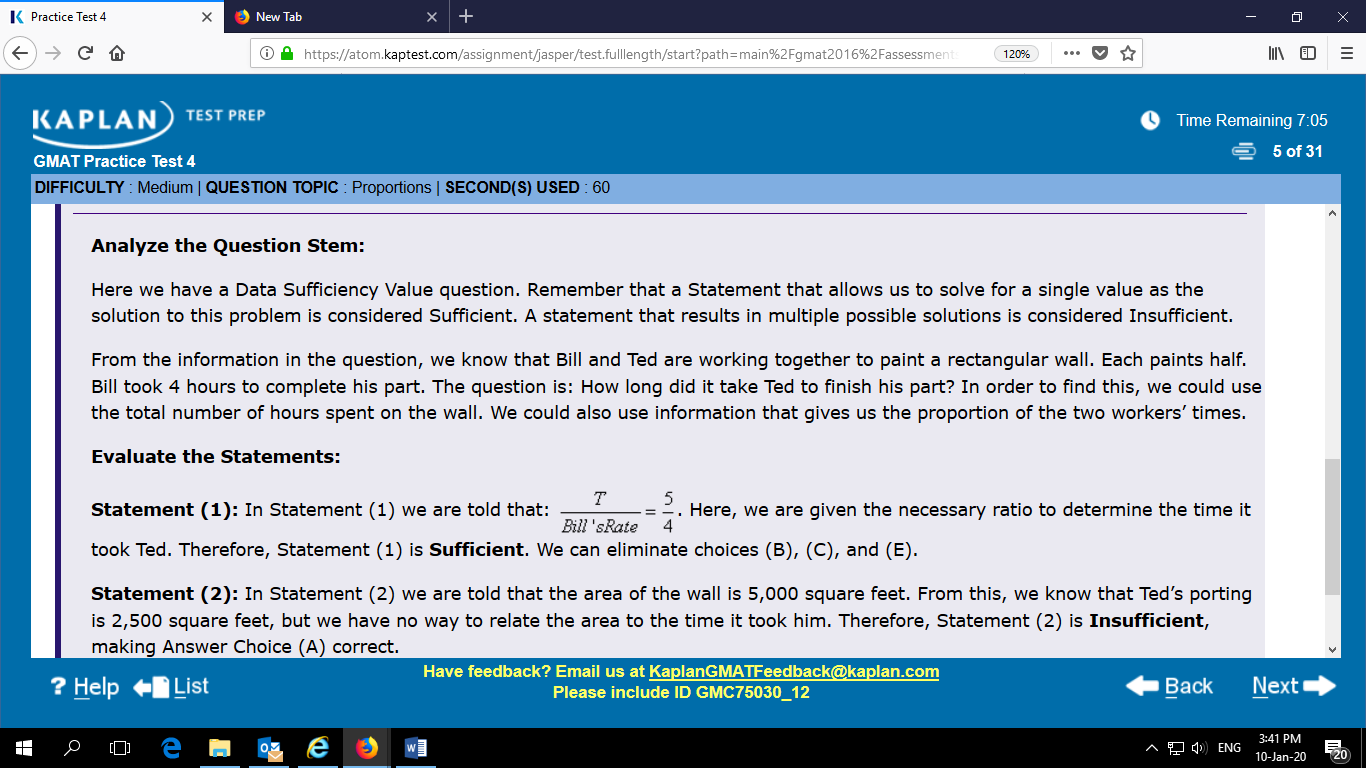 Practice Test 4
New Tab
https://atom.kaptest.com/assignment/jasper/test.fulllength/start?path=main%2Fgmat2016%2Fassessment
120%
KAPLAN TEST PREP
Time Remaining 7:05
GMAT Practice Test 4
5 of 31
DIFFICULTY : Medium | QUESTION TOPIC : Proportions | SECOND(S) USED : 60
Analyze the Question Stem:
Here we have a Data Sufficiency Value question. Remember that a Statement that allows us to solve for a single value as the
solution to this problem is considered Sufficient. A statement that results in multiple possible solutions is considered Insufficient.
From the information in the question, we know that Bill and Ted are working together to paint a rectangular wall. Each paints half.
Bill took 4 hours to complete his part. The question is: How long did it take Ted to finish his part? In order to find this, we could use
the total number of hours spent on the wall. We could also use information that gives us the proportion of the two workers’ times.
Evaluate the Statements:
Statement (1): In Statement (1) we are told that: T / Bill 'sRate = 5 / 4 . Here, we are given the necessary ratio to determine the time it
took Ted. Therefore, Statement (1) is Sufficient. We can eliminate choices (B), (C), and (E).
Statement (2): In Statement (2) we are told that the area of the wall is 5,000 square feet. From this, we know that Ted’s porting
is 2,500 square feet, but we have no way to relate the area to the time it took him. Therefore, Statement (2) is Insufficient,
making Answer Choice (A) correct.
Have feedback? Email us at KaplanGMATFeedback@kaplan.com
Please include ID GMC75030_12
? Help
List
Back
Next
ENG
3:41 PM
10-Jan-20
20